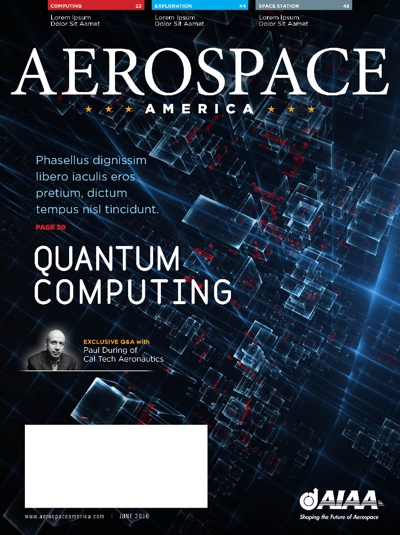 COMPUTING 22
EXPLORATION 44
SPACE STATION 48
Lorem Ipsum
Dolor Sit Aamet
Lorem Ipsum
Dolor Sit Aamet
Lorem Ipsum
Dolor Sit Aamet
AEROSPACE
AMERICA
Phasellus dignissim
libero iaculis eros
pretium, dictum
tempus nisl tincidunt.
PAGE 30
QUANTUM
COMPUTING
EXCLUSIVE Q&A with
Paul During of
Cal Tech Aeronautics
AIAA
Shaping the Future of Aerospace
www.aerospaceamerica.com | JUNE 2016